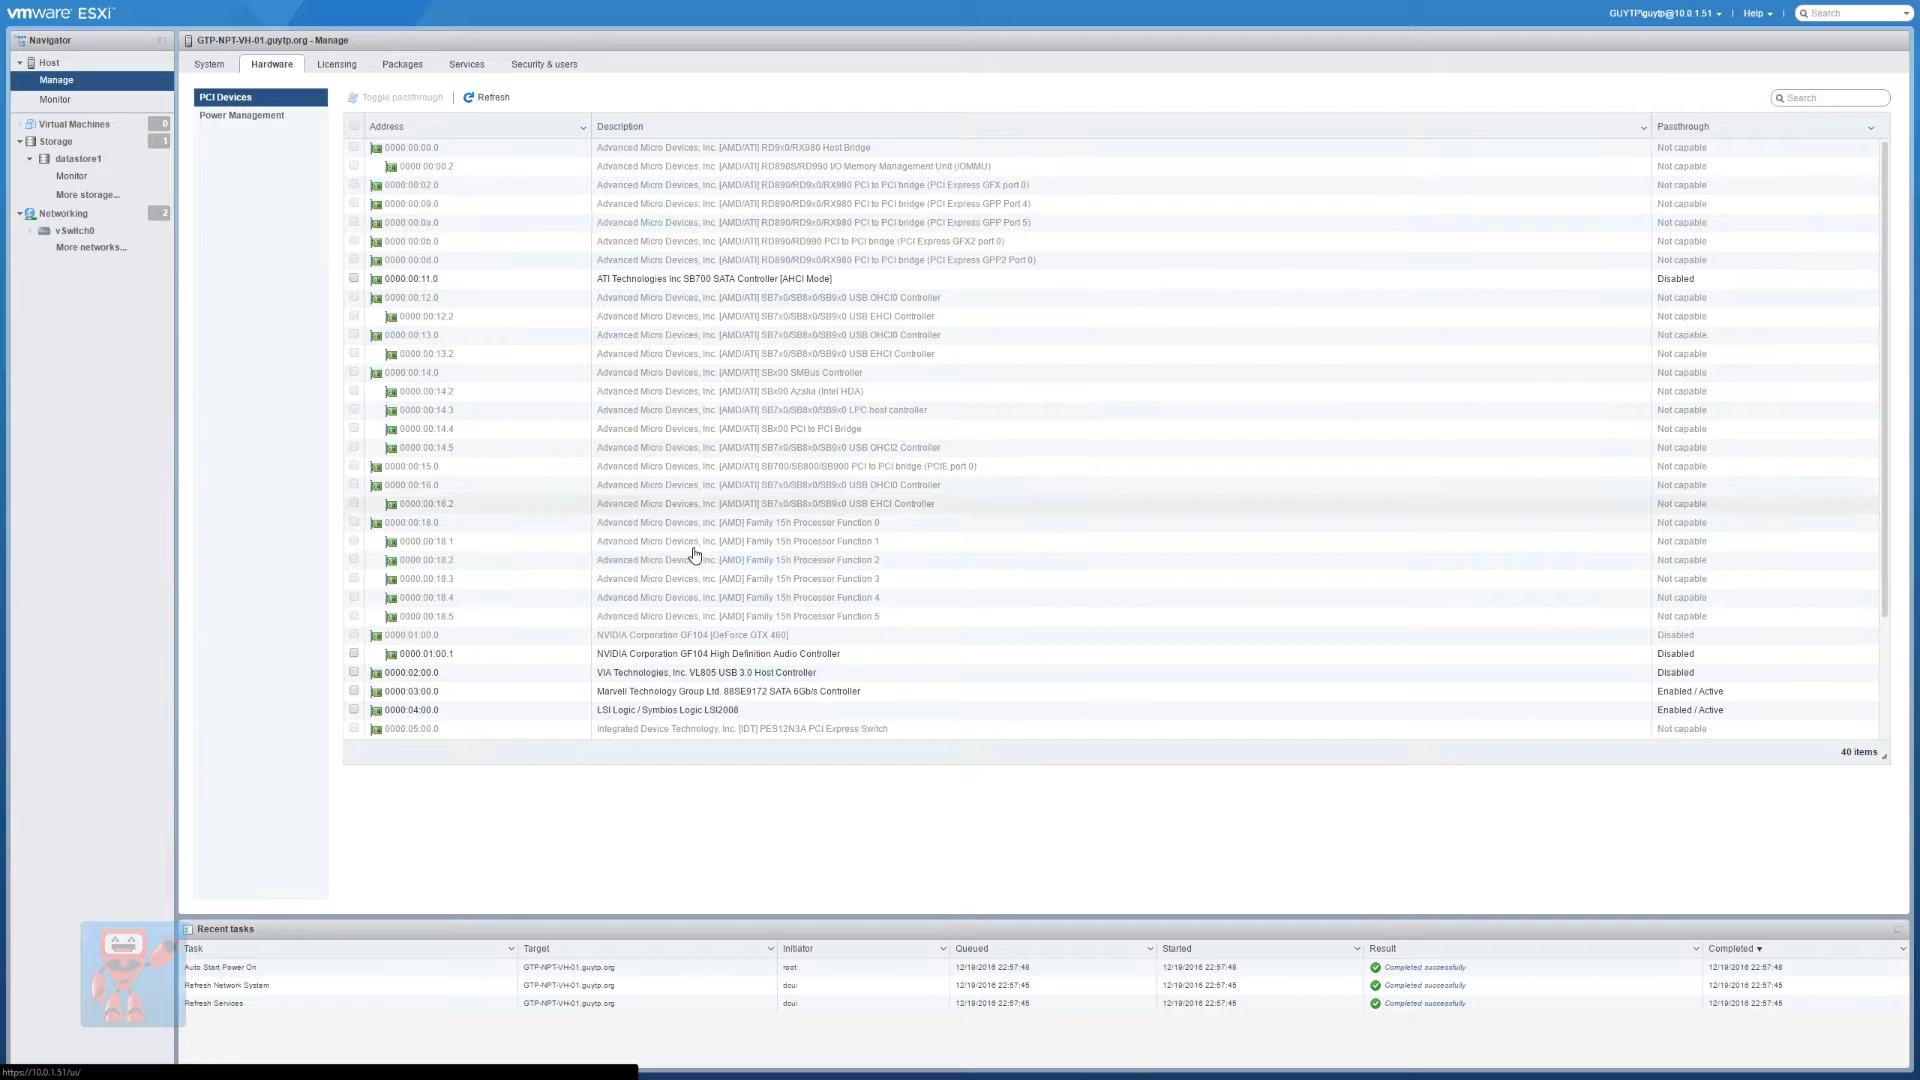 vmware ESXi
GUYTP\guytp@10.0.1.51 | Help | Search
Navigator
Host
Manage
Monitor
Virtual Machines 0
Storage 1
datastore1
Monitor
More storage...
Networking 2
vSwitch0
More networks...
GTP-NPT-VH-01.guytp.org - Manage
System Hardware Licensing Packages Services Security & users
PCI Devices
Power Management
Toggle passthrough | Refresh Search
Address Description Passthrough
0000:00:00.0 Advanced Micro Devices, Inc. [AMD/ATI] RD9x0/RX980 Host Bridge Not capable
0000:00:00.2 Advanced Micro Devices, Inc. [AMD/ATI] RD890S/RD990 I/O Memory Management Unit (IOMMU) Not capable
0000:00:02.0 Advanced Micro Devices, Inc. [AMD/ATI] RD890/RD9x0/RX980 PCI to PCI bridge (PCI Express GFX port 0) Not capable
0000:00:09.0 Advanced Micro Devices, Inc. [AMD/ATI] RD890/RD9x0/RX980 PCI to PCI bridge (PCI Express GPP Port 4) Not capable
0000:00:0a.0 Advanced Micro Devices, Inc. [AMD/ATI] RD890/RD9x0/RX980 PCI to PCI bridge (PCI Express GPP Port 5) Not capable
0000:00:0b.0 Advanced Micro Devices, Inc. [AMD/ATI] RD890/RD990 PCI to PCI bridge (PCI Express GFX2 port 0) Not capable
0000:00:0d.0 Advanced Micro Devices, Inc. [AMD/ATI] RD890/RD9x0/RX980 PCI to PCI bridge (PCI Express GPP2 Port 0) Not capable
0000:00:11.0 ATI Technologies Inc SB700 SATA Controller [AHCI Mode] Disabled
0000:00:12.0 Advanced Micro Devices, Inc. [AMD/ATI] SB7x0/SB8x0/SB9x0 USB OHCI0 Controller Not capable
0000:00:12.2 Advanced Micro Devices, Inc. [AMD/ATI] SB7x0/SB8x0/SB9x0 USB EHCI Controller Not capable
0000:00:13.0 Advanced Micro Devices, Inc. [AMD/ATI] SB7x0/SB8x0/SB9x0 USB OHCI0 Controller Not capable
0000:00:13.2 Advanced Micro Devices, Inc. [AMD/ATI] SB7x0/SB8x0/SB9x0 USB EHCI Controller Not capable
0000:00:14.0 Advanced Micro Devices, Inc. [AMD/ATI] SBx00 SMBus Controller Not capable
0000:00:14.2 Advanced Micro Devices, Inc. [AMD/ATI] SBx00 Azalia (Intel HDA) Not capable
0000:00:14.3 Advanced Micro Devices, Inc. [AMD/ATI] SB7x0/SB8x0/SB9x0 LPC host controller Not capable
0000:00:14.4 Advanced Micro Devices, Inc. [AMD/ATI] SBx00 PCI to PCI Bridge Not capable
0000:00:14.5 Advanced Micro Devices, Inc. [AMD/ATI] SB7x0/SB8x0/SB9x0 USB OHCI2 Controller Not capable
0000:00:15.0 Advanced Micro Devices, Inc. [AMD/ATI] SB700/SB800/SB900 PCI to PCI bridge (PCIE port 0) Not capable
0000:00:16.0 Advanced Micro Devices, Inc. [AMD/ATI] SB7x0/SB8x0/SB9x0 USB OHCI0 Controller Not capable
0000:00:16.2 Advanced Micro Devices, Inc. [AMD/ATI] SB7x0/SB8x0/SB9x0 USB EHCI Controller Not capable
0000:00:18.0 Advanced Micro Devices, Inc. [AMD] Family 15h Processor Function 0 Not capable
0000:00:18.1 Advanced Micro Devices, Inc. [AMD] Family 15h Processor Function 1 Not capable
0000:00:18.2 Advanced Micro Devices, Inc. [AMD] Family 15h Processor Function 2 Not capable
0000:00:18.3 Advanced Micro Devices, Inc. [AMD] Family 15h Processor Function 3 Not capable
0000:00:18.4 Advanced Micro Devices, Inc. [AMD] Family 15h Processor Function 4 Not capable
0000:00:18.5 Advanced Micro Devices, Inc. [AMD] Family 15h Processor Function 5 Not capable
0000:01:00.0 NVIDIA Corporation GF104 [GeForce GTX 460] Disabled
0000:01:00.1 NVIDIA Corporation GF104 High Definition Audio Controller Disabled
0000:02:00.0 VIA Technologies, Inc. VL805 USB 3.0 Host Controller Disabled
0000:03:00.0 Marvell Technology Group Ltd. 88SE9172 SATA 6Gb/s Controller Enabled / Active
0000:04:00.0 LSI Logic / Symbios Logic LSI2008 Enabled / Active
0000:05:00.0 Integrated Device Technology, Inc. [IDT] PES12N3A PCI Express Switch Not capable
40 items
Recent tasks
Task Target Initiator Queued Started Result Completed
Auto Start Power On GTP-NPT-VH-01.guytp.org root 12/19/2016 22:57:48 12/19/2016 22:57:48 Completed successfully 12/19/2016 22:57:48
Refresh Network System GTP-NPT-VH-01.guytp.org dcui 12/19/2016 22:57:45 12/19/2016 22:57:45 Completed successfully 12/19/2016 22:57:45
Refresh Services GTP-NPT-VH-01.guytp.org dcui 12/19/2016 22:57:45 12/19/2016 22:57:45 Completed successfully 12/19/2016 22:57:45
https://10.0.1.51/ui/